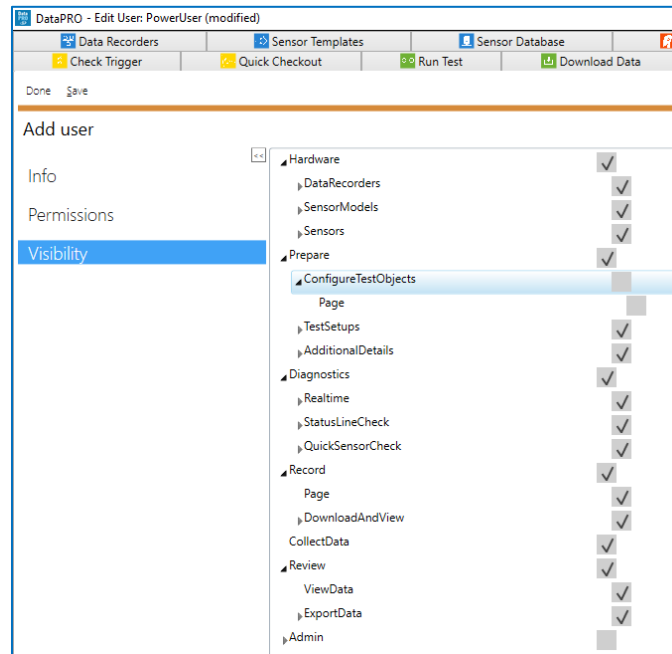 DataPRO - Edit User: PowerUser (modified)
Data Recorders Sensor Templates Sensor Database
Check Trigger Quick Checkout Run Test Download Data
Done Save
Add user
<<
Info
Permissions
Visibility
Hardware
DataRecorders
SensorModels
Sensors
Prepare
ConfigureTestObjects
Page
TestSetups
AdditionalDetails
Diagnostics
Realtime
StatusLineCheck
QuickSensorCheck
Record
Page
DownloadAndView
CollectData
Review
ViewData
ExportData
Admin